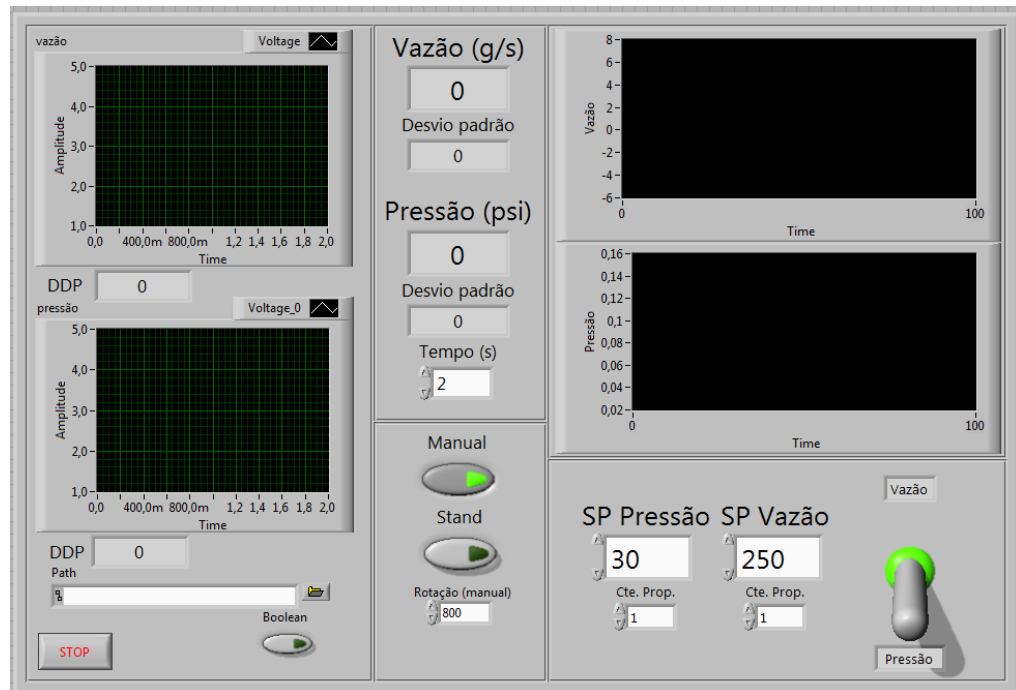 vazão
Voltage
5,0
4,0
3,0
2,0
1,0
Amplitude
0,0 400,0m 800,0m 1,2 1,4 1,6 1,8 2,0
Time
DDP 0
pressão
Voltage_0
5,0
4,0
3,0
2,0
1,0
Amplitude
0,0 400,0m 800,0m 1,2 1,4 1,6 1,8 2,0
Time
DDP 0
Path
Boolean
STOP
Vazão (g/s)
0
Desvio padrão
0
Pressão (psi)
0
Desvio padrão
0
Tempo (s)
2
Manual
Stand
Rotação (manual)
800
8
6
4
2
0
-2
-4
-6
Vazão
0 100
Time
0,16
0,14
0,12
0,1
0,08
0,06
0,04
0,02
Pressão
0 100
Time
SP Pressão SP Vazão
30 250
Cte. Prop. Cte. Prop.
1 1
Vazão
Pressão